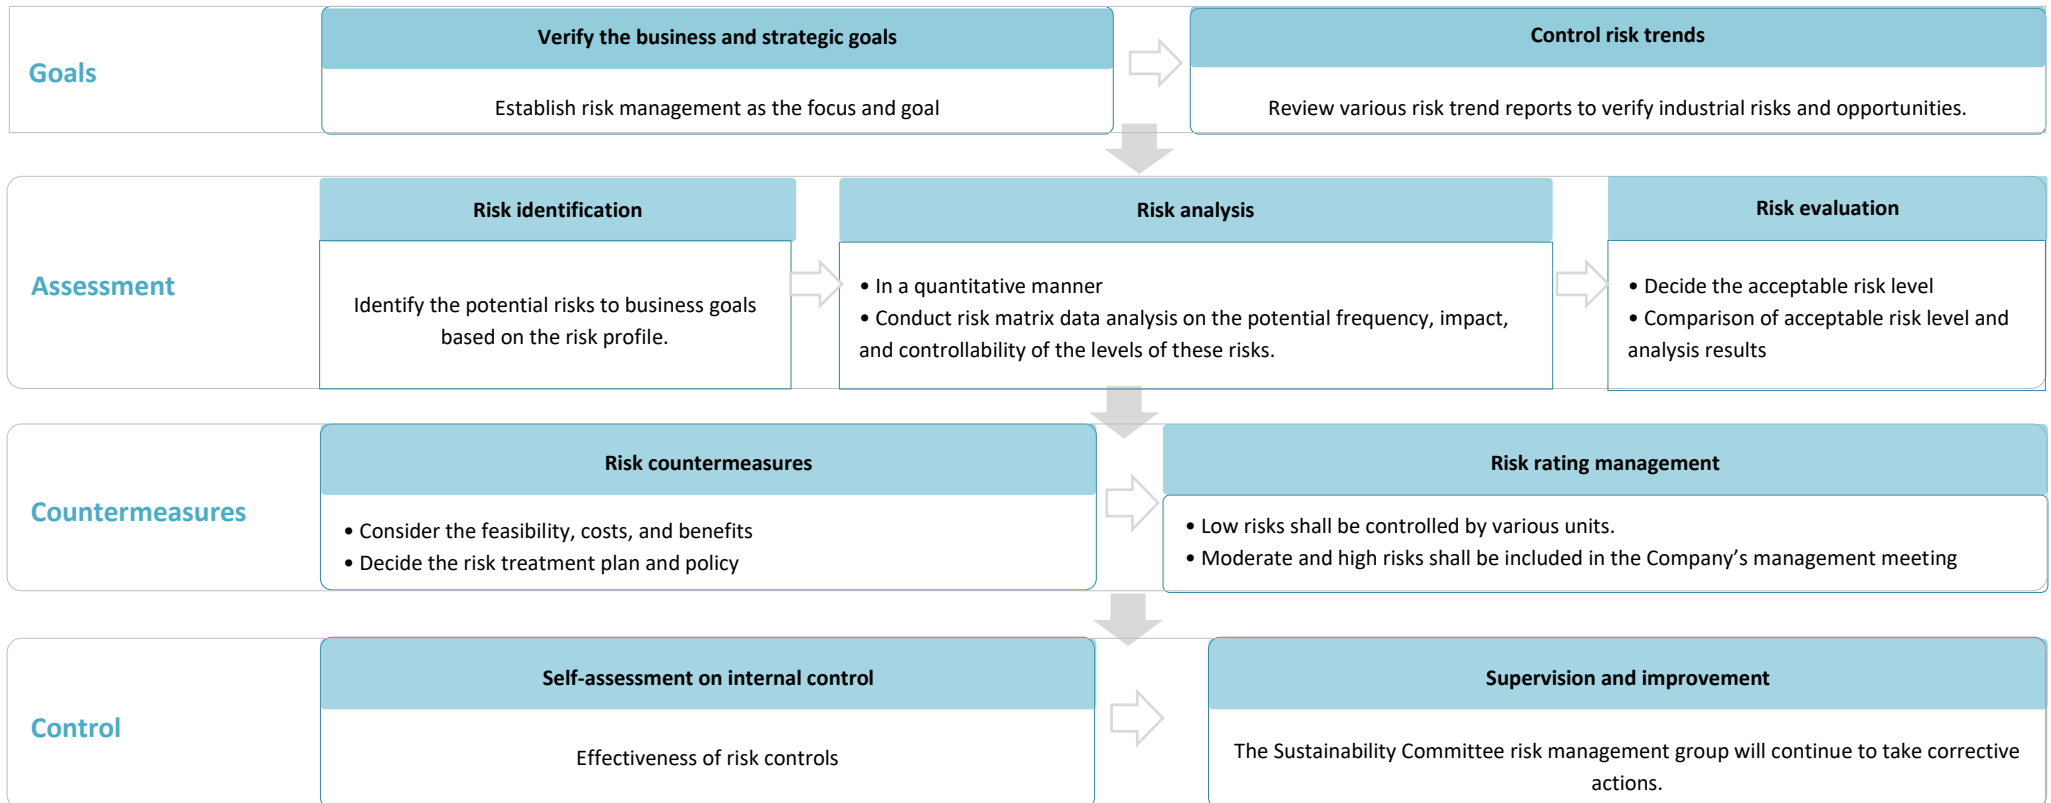 Goals
Verify the business and strategic goals
Establish risk management as the focus and goal
Control risk trends
Review various risk trend reports to verify industrial risks and opportunities.
Assessment
Risk identification
Identify the potential risks to business goals
based on the risk profile.
Risk analysis
• In a quantitative manner
• Conduct risk matrix data analysis on the potential frequency, impact,
and controllability of the levels of these risks.
Risk evaluation
• Decide the acceptable risk level
• Comparison of acceptable risk level and
analysis results
Countermeasures
Risk countermeasures
• Consider the feasibility, costs, and benefits
• Decide the risk treatment plan and policy
Risk rating management
• Low risks shall be controlled by various units.
• Moderate and high risks shall be included in the Company’s management meeting
Control
Self-assessment on internal control
Effectiveness of risk controls
Supervision and improvement
The Sustainability Committee risk management group will continue to take corrective
actions.